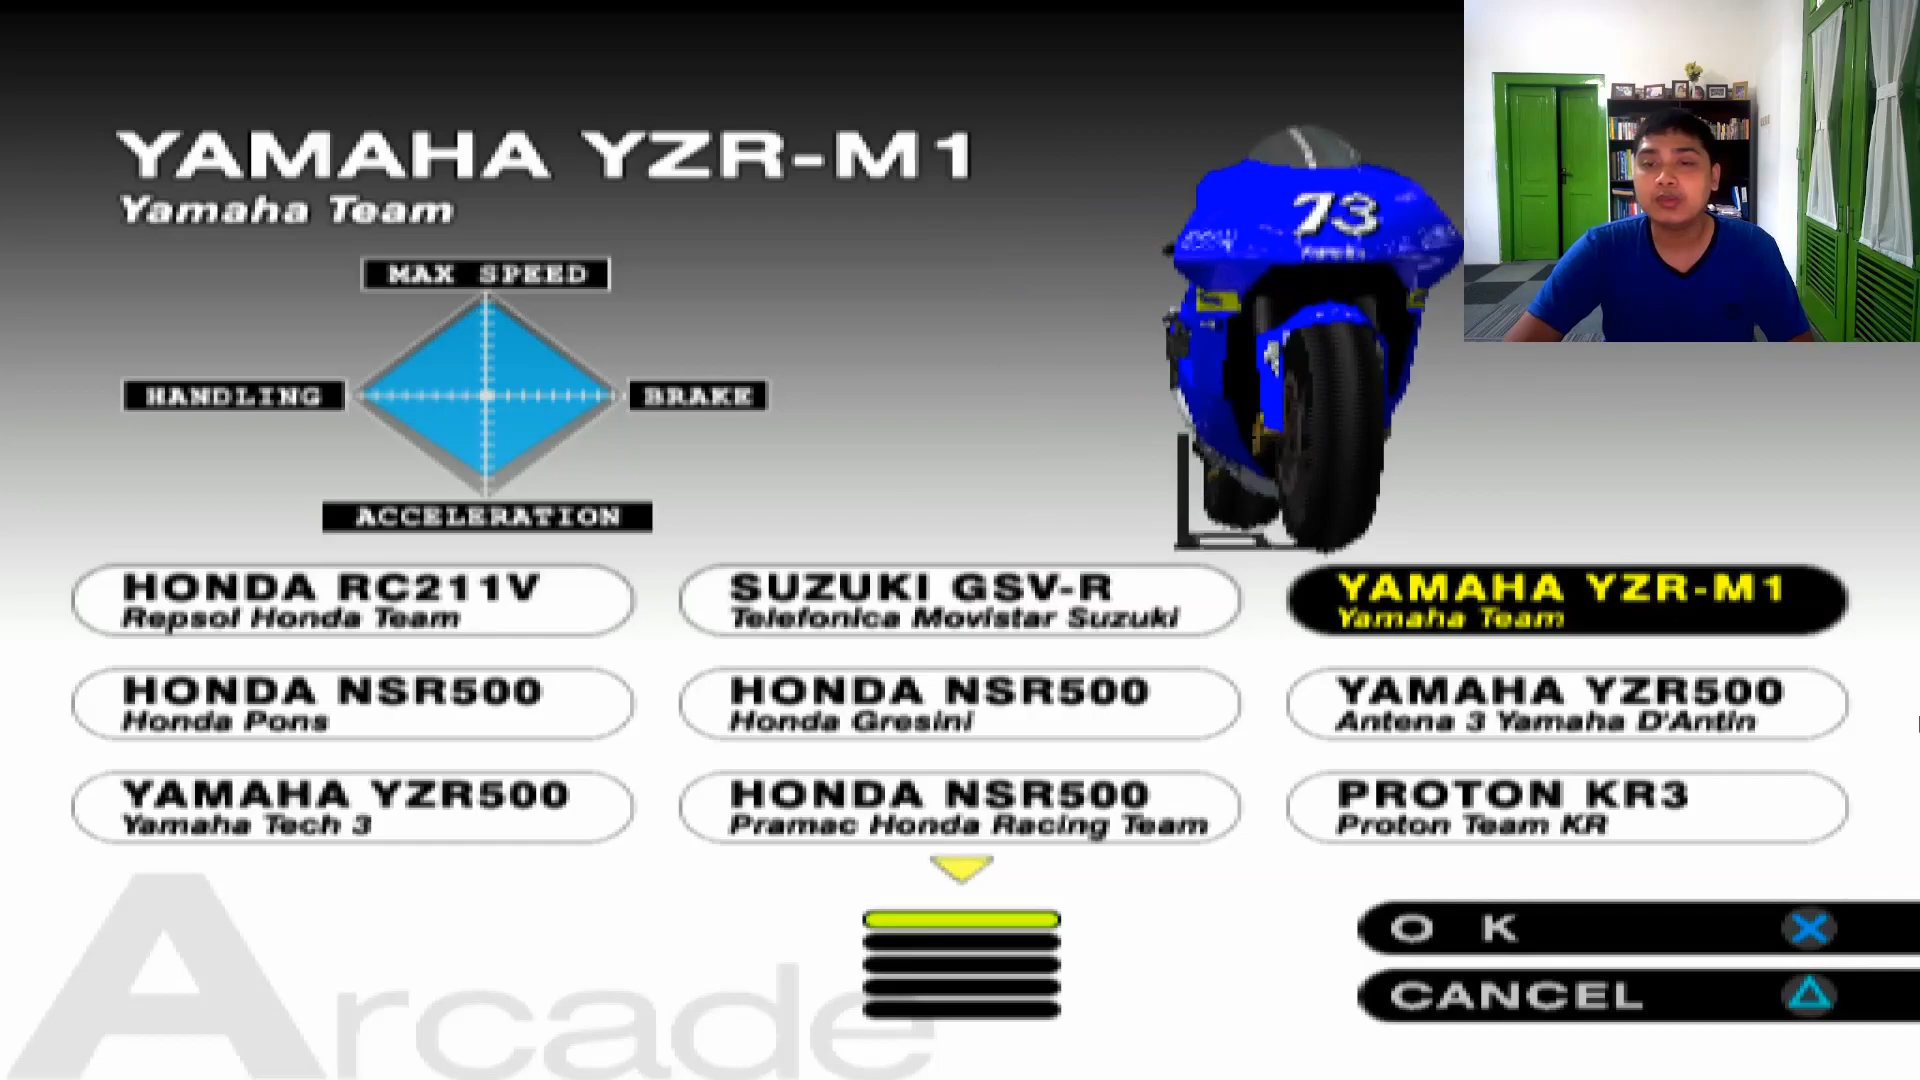 YAMAHA YZR-M1
Yamaha Team
MAX SPEED
HANDLING
BRAKE
ACCELERATION
73
HONDA RC211V
Repsol Honda Team
SUZUKI GSV-R
Telefonica Movistar Suzuki
YAMAHA YZR-M1
Yamaha Team
HONDA NSR500
Honda Pons
HONDA NSR500
Honda Gresini
YAMAHA YZR500
Antena 3 Yamaha D'Antin
YAMAHA YZR500
Yamaha Tech 3
HONDA NSR500
Pramac Honda Racing Team
PROTON KR3
Proton Team KR
O K
CANCEL
Arcade